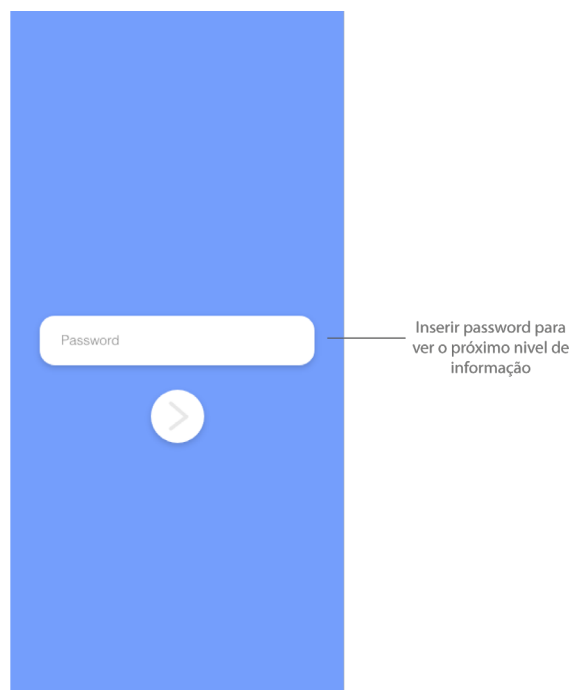 Password
Inserir password para
ver o próximo nivel de
informação